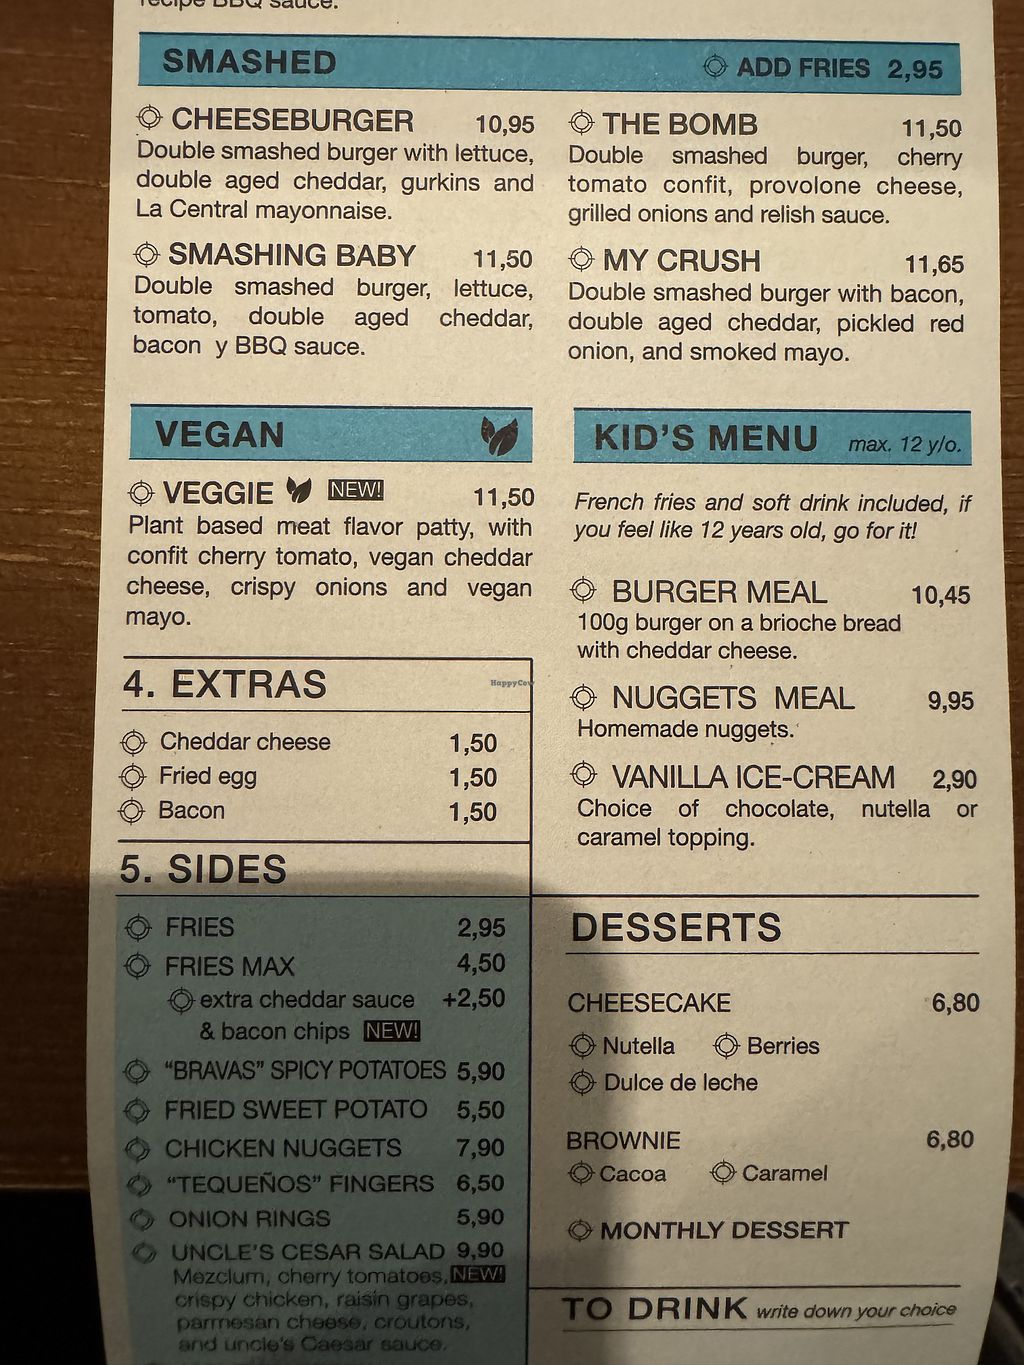 recipe BBQ sauce.
SMASHED
ADD FRIES 2,95
CHEESEBURGER 10,95
Double smashed burger with lettuce,
double aged cheddar, gurkins and
La Central mayonnaise.
SMASHING BABY 11,50
Double smashed burger, lettuce,
tomato, double aged cheddar,
bacon y BBQ sauce.
THE BOMB 11,50
Double smashed burger, cherry
tomato confit, provolone cheese,
grilled onions and relish sauce.
MY CRUSH 11,65
Double smashed burger with bacon,
double aged cheddar, pickled red
onion, and smoked mayo.
VEGAN
VEGGIE NEW! 11,50
Plant based meat flavor patty, with
confit cherry tomato, vegan cheddar
cheese, crispy onions and vegan
mayo.
4. EXTRAS
HappyCow
Cheddar cheese 1,50
Fried egg 1,50
Bacon 1,50
5. SIDES
FRIES 2,95
FRIES MAX 4,50
extra cheddar sauce +2,50
& bacon chips NEW!
"BRAVAS" SPICY POTATOES 5,90
FRIED SWEET POTATO 5,50
CHICKEN NUGGETS 7,90
"TEQUEÑOS" FINGERS 6,50
ONION RINGS 5,90
UNCLE'S CESAR SALAD 9,90
Mezclum, cherry tomatoes, NEW!
crispy chicken, raisin grapes,
parmesan cheese, croutons,
and uncle's Caesar sauce.
KID'S MENU max. 12 y/o.
French fries and soft drink included, if
you feel like 12 years old, go for it!
BURGER MEAL 10,45
100g burger on a brioche bread
with cheddar cheese.
NUGGETS MEAL 9,95
Homemade nuggets.
VANILLA ICE-CREAM 2,90
Choice of chocolate, nutella or
caramel topping.
DESSERTS
CHEESECAKE 6,80
Nutella Berries
Dulce de leche
BROWNIE 6,80
Cacoa Caramel
MONTHLY DESSERT
TO DRINK write down your choice